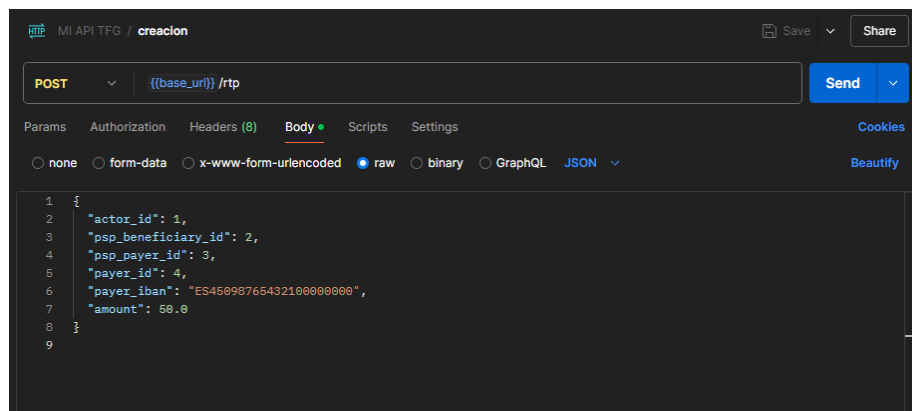 HTTP MI API TFG / creacion Save Share
POST {{base_url}} /rtp Send
Params Authorization Headers (8) Body Scripts Settings Cookies
none form-data x-www-form-urlencoded raw binary GraphQL JSON Beautify
1 {
2 "actor_id": 1,
3 "psp_beneficiary_id": 2,
4 "psp_payer_id": 3,
5 "payer_id": 4,
6 "payer_iban": "ES45098765432100000000",
7 "amount": 50.0
8 }
9